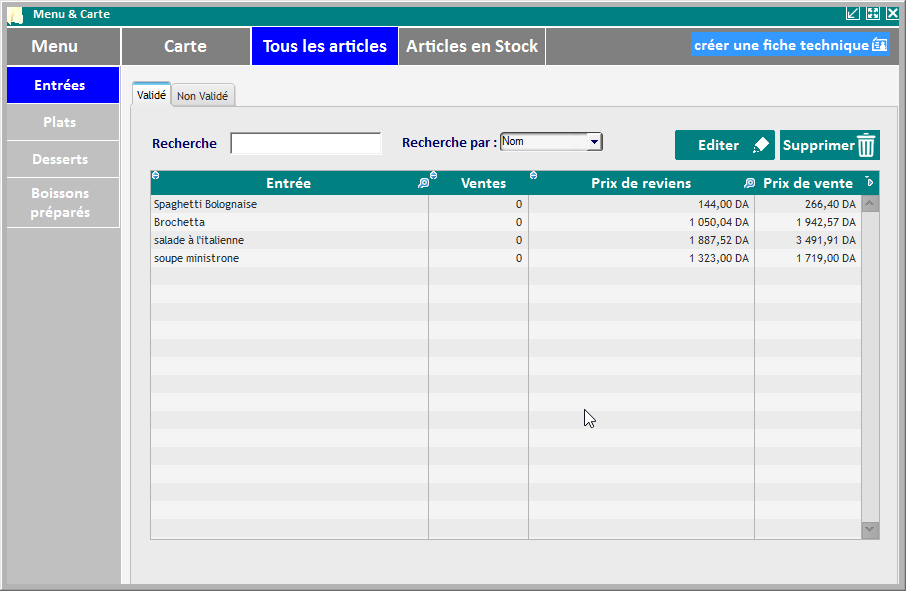 Menu & Carte
Menu
Carte
Tous les articles
Articles en Stock
créer une fiche technique
Entrées
Plats
Desserts
Boissons
préparés
Validé
Non Validé
Recherche
Recherche par :
Nom
Editer
Supprimer
Entrée Ventes Prix de reviens Prix de vente
Spaghetti Bolognaise 0 144,00 DA 266,40 DA
Brochetta 0 1 050,04 DA 1 942,57 DA
salade à l'italienne 0 1 887,52 DA 3 491,91 DA
soupe ministrone 0 1 323,00 DA 1 719,00 DA